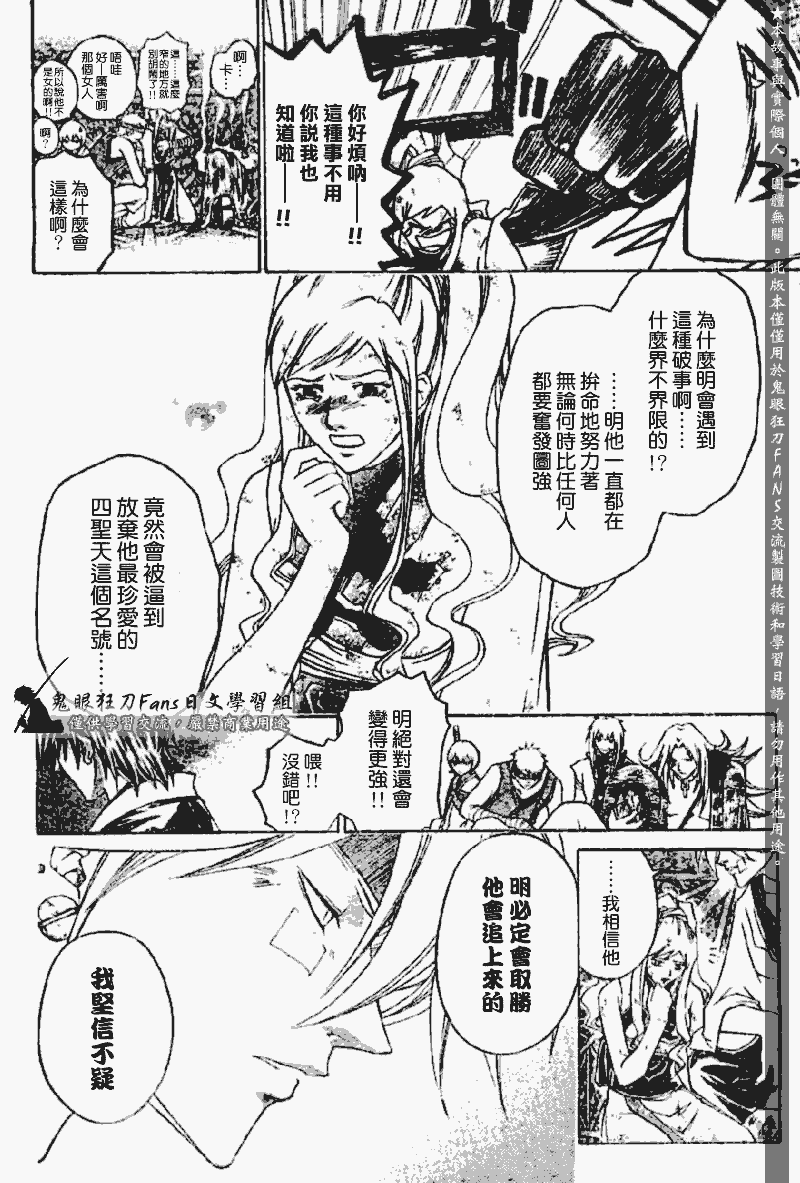 你好煩吶——!!
這種事不用
你說我也
知道啦——!!
啊…
卡…
這……這麼
窄的地方就
別胡鬧了!!
唔哇
好—厲害啊
那個女人
所以說他不
是女的啊!!
啊?
為什麼會
這樣啊?
為什麼明會遇到
這種破事啊……
什麼界不界限的!?
……明他一直都在
拚命地努力著
無論何時比任何人
都要奮發圖強
竟然會被逼到
放棄他最珍愛的
四聖天這個名號……
明絕對還會
變得更強!!
喂!!
沒錯吧!?
……我相信他
明必定會取勝
他會追上來的
我堅信不疑
鬼眼狂刀Fans日文學習組
僅供學習交流，嚴禁商業用途
★本故事與實際個人、團體無關。此版本僅僅用於鬼眼狂刀FANS交流製圖技術和學習日語，請勿用作其他用途。